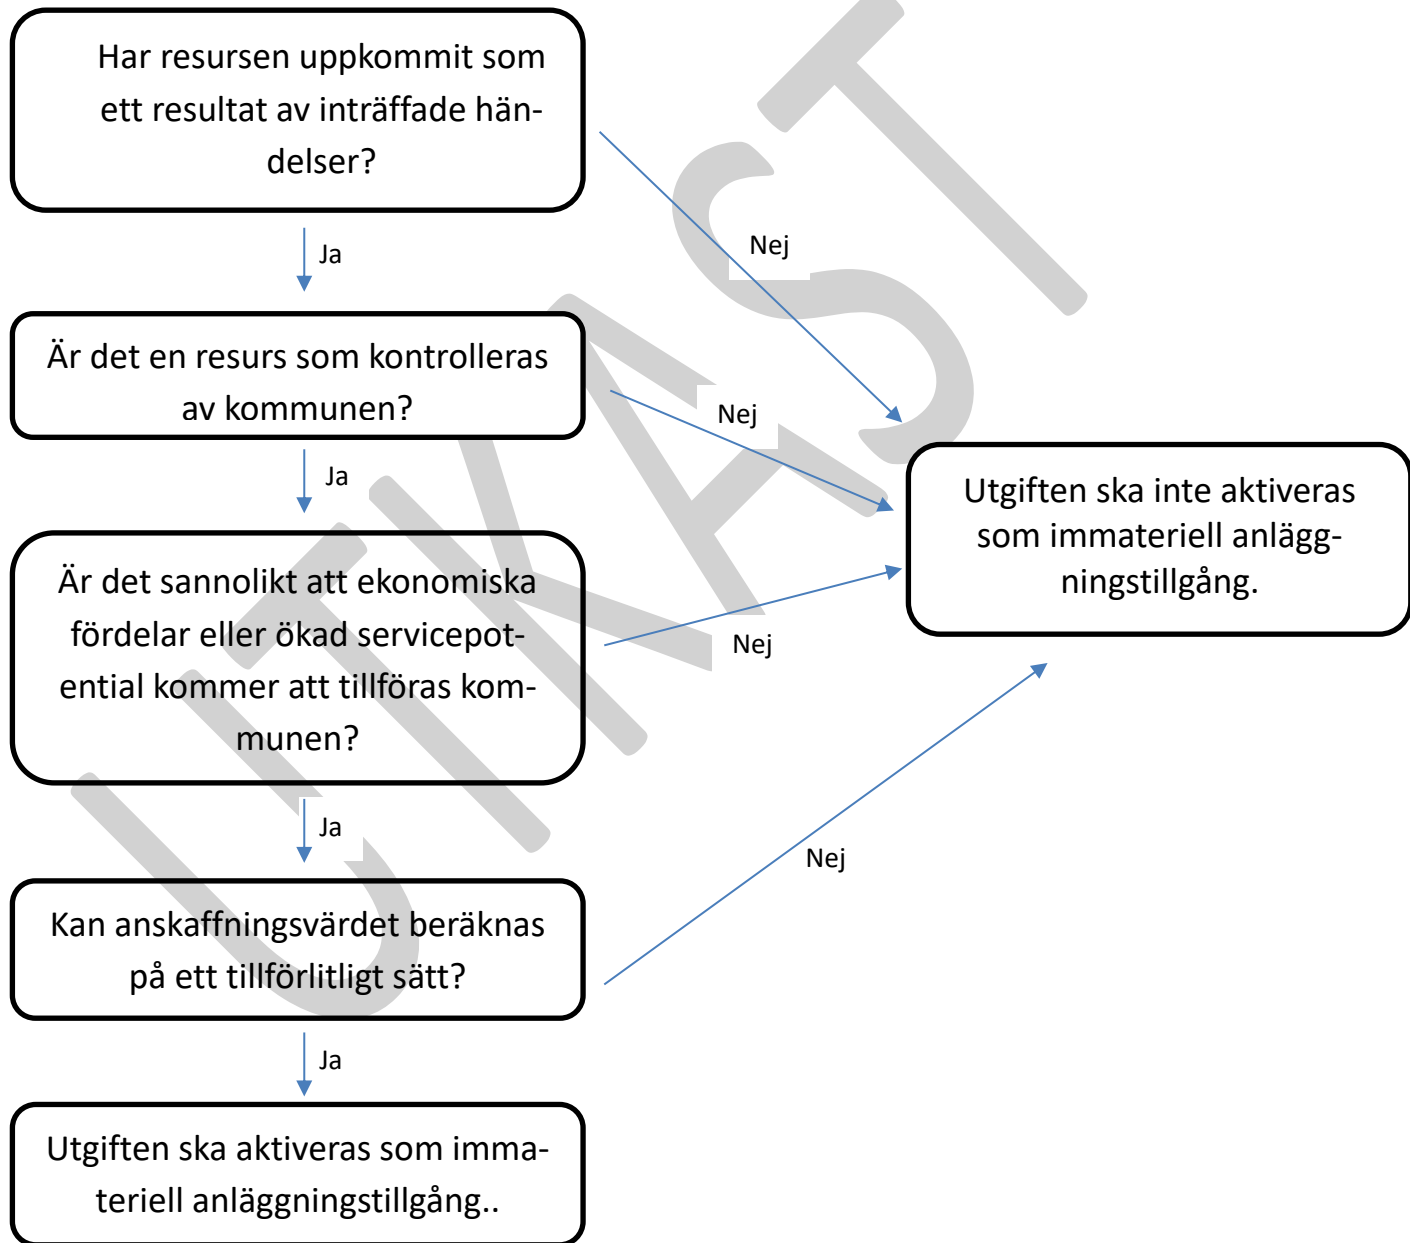 Har resursen uppkommit som
ett resultat av inträffade hän-
delser?
Nej
Ja
Är det en resurs som kontrolleras
av kommunen?
Nej
Ja
Utgiften ska inte aktiveras
som immateriell anlägg-
ningstillgång.
Är det sannolikt att ekonomiska
fördelar eller ökad servicepot-
ential kommer att tillföras kom-
munen?
Nej
Ja
Nej
Kan anskaffningsvärdet beräknas
på ett tillförlitligt sätt?
Ja
Utgiften ska aktiveras som imma-
teriell anläggningstillgång..
UTKAST